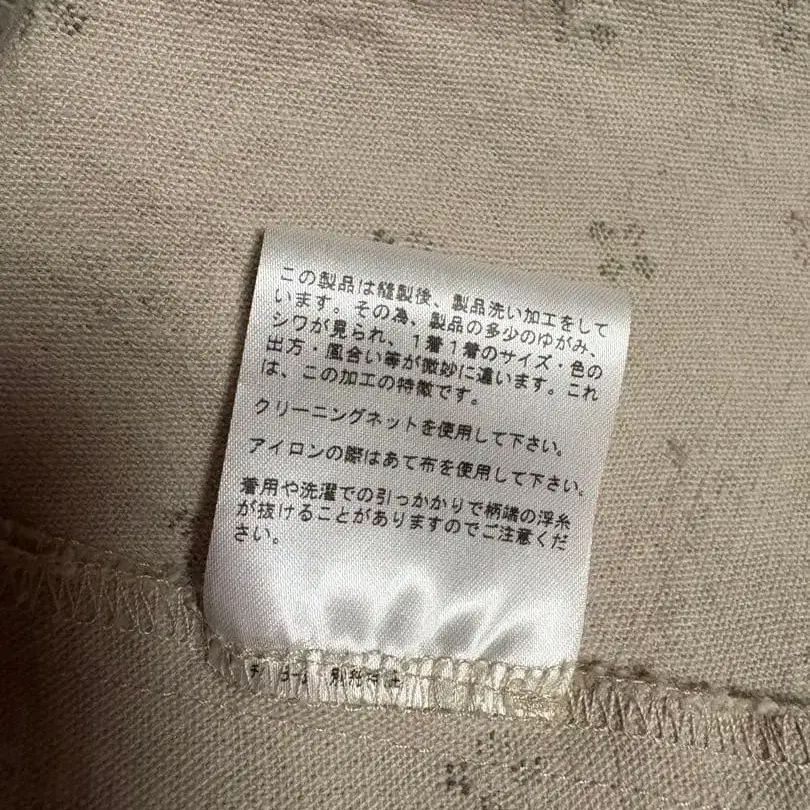 この製品は縫製後、製品洗い加工をして
います。その為、製品の多少のゆがみ、
シワが見られ、1着1着のサイズ・色の
出方・風合い等が微妙に違います。これ
は、この加工の特徴です。
クリーニングネットを使用して下さい。
アイロンの際はあて布を使用して下さい。
着用や洗濯での引っかかりで柄端の浮糸
が抜けることがありますのでご注意くだ
さい。